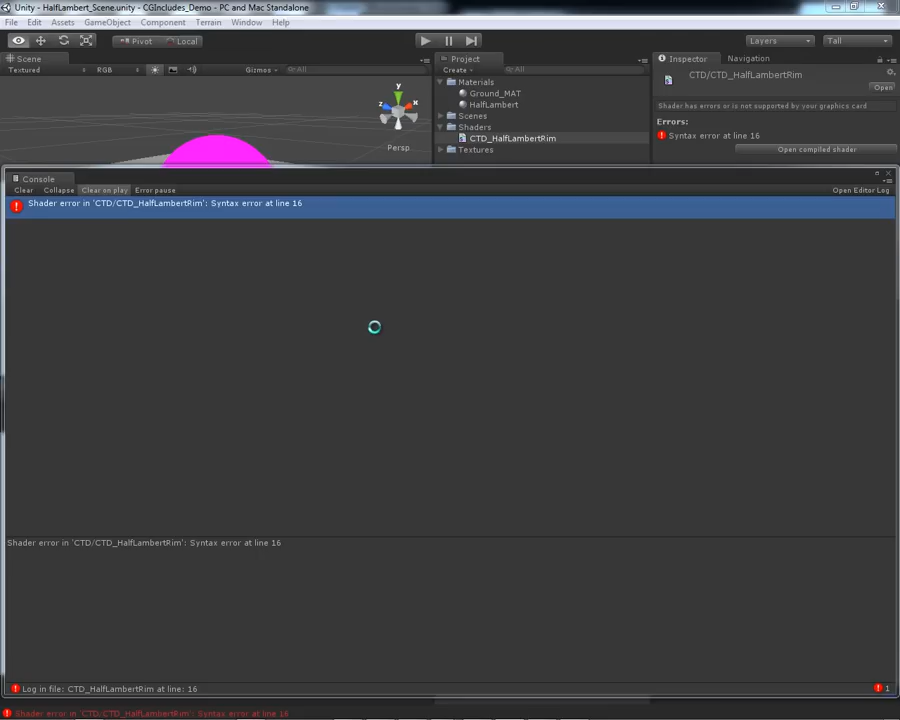 Unity - HalfLambert_Scene.unity - CGIncludes_Demo - PC and Mac Standalone
File Edit Assets GameObject Component Terrain Window Help
Pivot Local Layers Tall
Scene Project Inspector Navigation
Textured RGB Gizmos All Create All
CTD/CTD_HalfLambertRim
Open
Materials
Ground_MAT
HalfLambert
Scenes
Shaders
CTD_HalfLambertRim
Textures
y
z x
Persp
Shader has errors or is not supported by your graphics card
Errors:
Syntax error at line 16
Open compiled shader
Console
Clear Collapse Clear on play Error pause Open Editor Log
Shader error in 'CTD/CTD_HalfLambertRim': Syntax error at line 16
Shader error in 'CTD/CTD_HalfLambertRim': Syntax error at line 16
Log in file: CTD_HalfLambertRim at line: 16 1
Shader error in 'CTD/CTD_HalfLambertRim': Syntax error at line 16